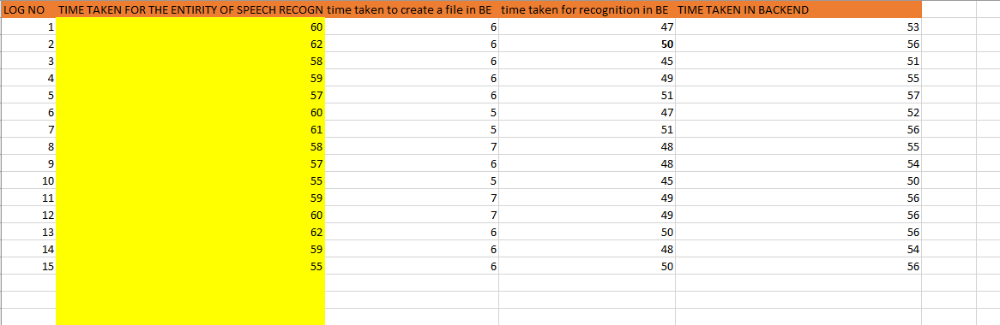 LOG NO TIME TAKEN FOR THE ENTIRITY OF SPEECH RECOGN time taken to create a file in BE time taken for recognition in BE TIME TAKEN IN BACKEND
1 60 6 47 53
2 62 6 50 56
3 58 6 45 51
4 59 6 49 55
5 57 6 51 57
6 60 5 47 52
7 61 5 51 56
8 58 7 48 55
9 57 6 48 54
10 55 5 45 50
11 59 7 49 56
12 60 7 49 56
13 62 6 50 56
14 59 6 48 54
15 55 6 50 56